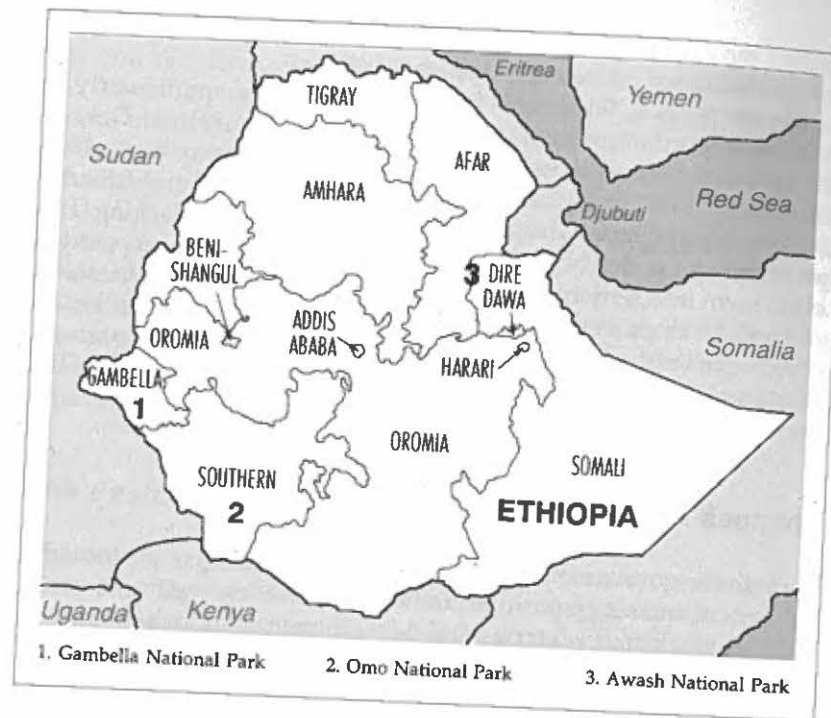 Eritrea
Yemen
TIGRAY
Sudan
AFAR
AMHARA
Red Sea
Djubuti
BENI-
SHANGUL
3
DIRE
DAWA
OROMIA
ADDIS
ABABA
Somalia
HARARI
GAMBELLA
1
OROMIA
SOUTHERN
SOMALI
2
ETHIOPIA
Uganda
Kenya
1. Gambella National Park
2. Omo National Park
3. Awash National Park